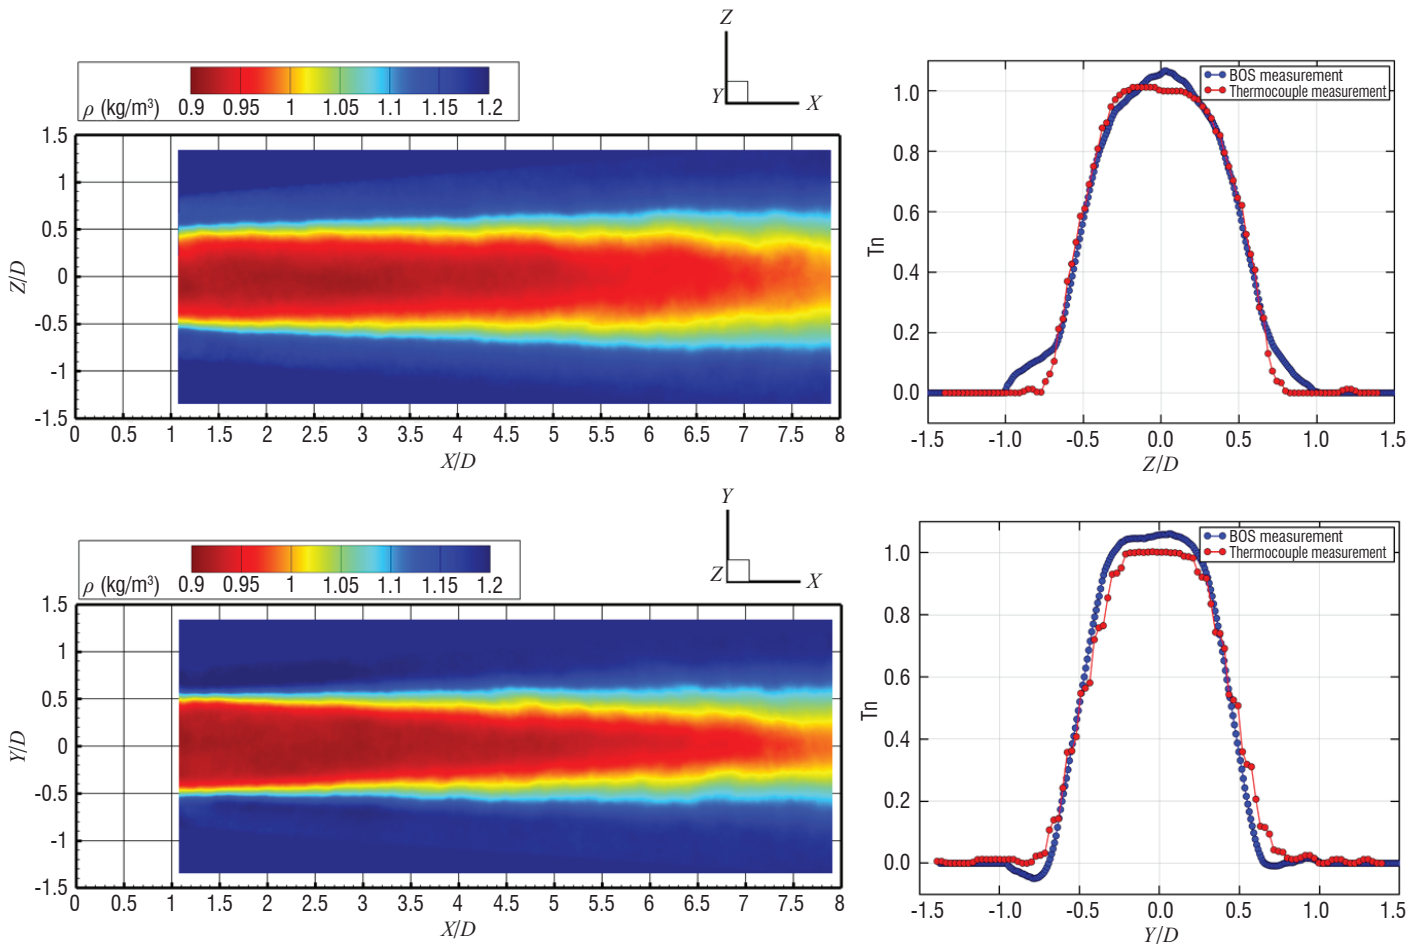 Z
Y X
ρ (kg/m³)
0.9 0.95 1 1.05 1.1 1.15 1.2
1.5
1
0.5
0
-0.5
-1
-1.5
Z/D
0 0.5 1 1.5 2 2.5 3 3.5 4 4.5 5 5.5 6 6.5 7 7.5 8
X/D
BOS measurement
Thermocouple measurement
1.0
0.8
0.6
0.4
0.2
0.0
Tn
-1.5 -1.0 -0.5 0.0 0.5 1.0 1.5
Z/D
Y
Z X
ρ (kg/m³)
0.9 0.95 1 1.05 1.1 1.15 1.2
1.5
1
0.5
0
-0.5
-1
-1.5
Y/D
0 0.5 1 1.5 2 2.5 3 3.5 4 4.5 5 5.5 6 6.5 7 7.5 8
X/D
BOS measurement
Thermocouple measurement
1.0
0.8
0.6
0.4
0.2
0.0
Tn
-1.5 -1.0 -0.5 0.0 0.5 1.0 1.5
Y/D